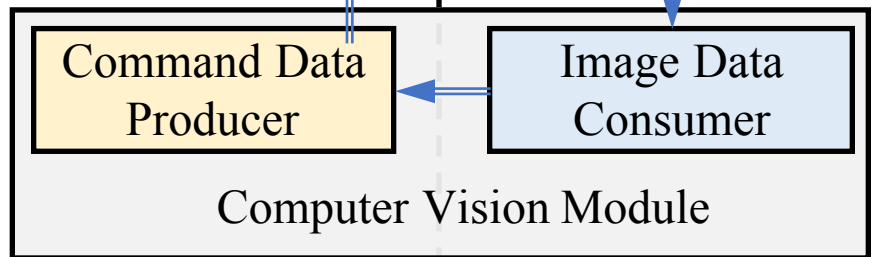 Command Data
Producer
Image Data
Consumer
Computer Vision Module